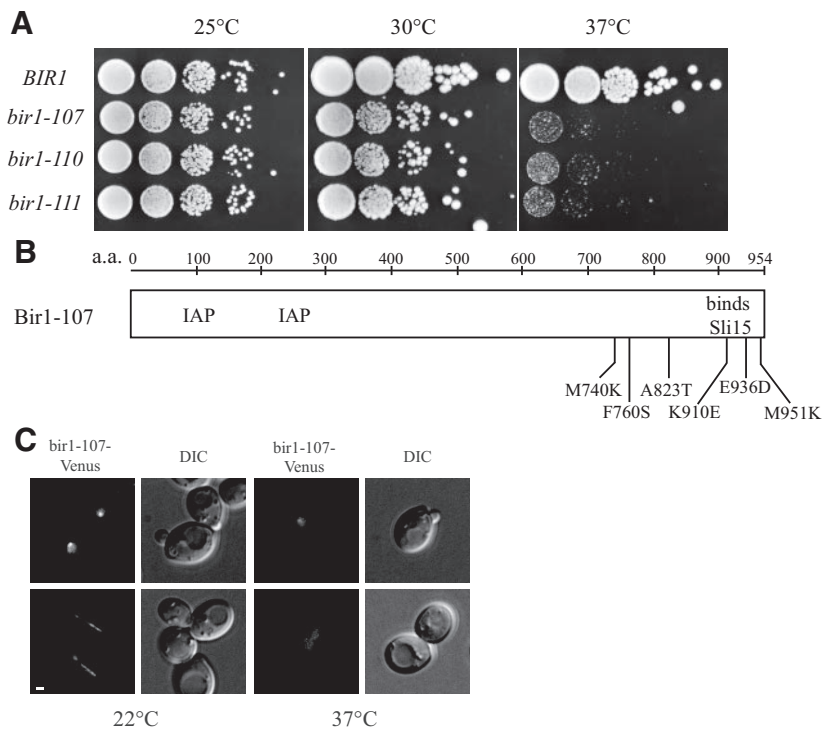 A
25°C 30°C 37°C
BIR1
bir1-107
bir1-110
bir1-111
B
a.a. 0 100 200 300 400 500 600 700 800 900 954
Bir1-107
IAP IAP binds
Sli15
M740K A823T E936D
F760S K910E M951K
C
bir1-107-
Venus
DIC
bir1-107-
Venus
DIC
22°C 37°C